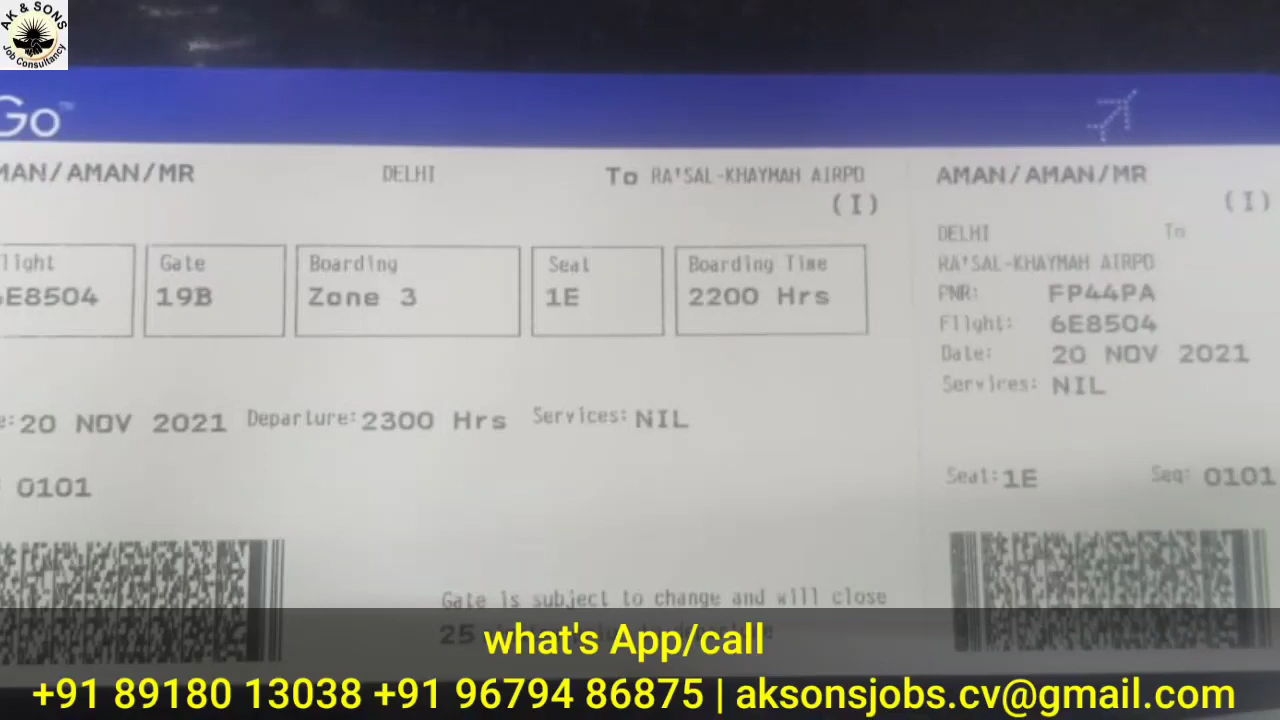 AK & SONS
Job Consultancy
Go™
MAN/AMAN/MR DELHI To RA'SAL-KHAYMAH AIRPO
(I)
light Gate Boarding Seat Boarding Time
6E8504 19B Zone 3 1E 2200 Hrs
20 NOV 2021 Departure: 2300 Hrs Services: NIL
0101
Gate is subject to change and will close
25
AMAN/AMAN/MR
(I)
DELHI To
RA'SAL-KHAYMAH AIRPO
PNR: FP44PA
Flight: 6E8504
Date: 20 NOV 2021
Services: NIL
Seat: 1E Seq: 0101
what's App/call
+91 89180 13038 +91 96794 86875 | aksonsjobs.cv@gmail.com